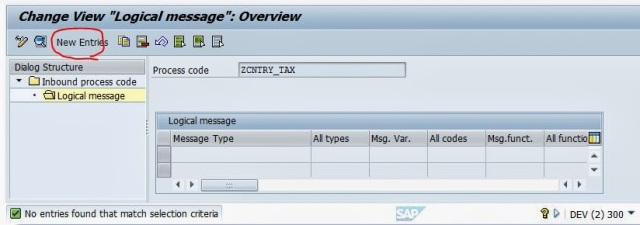 Change View "Logical message": Overview
New Entries
Dialog Structure
Inbound process code
Logical message
Process code ZCNTRY_TAX
Logical message
Message Type All types Msg. Var. All codes Msg.funct. All functio
No entries found that match selection criteria
SAP
DEV (2) 300